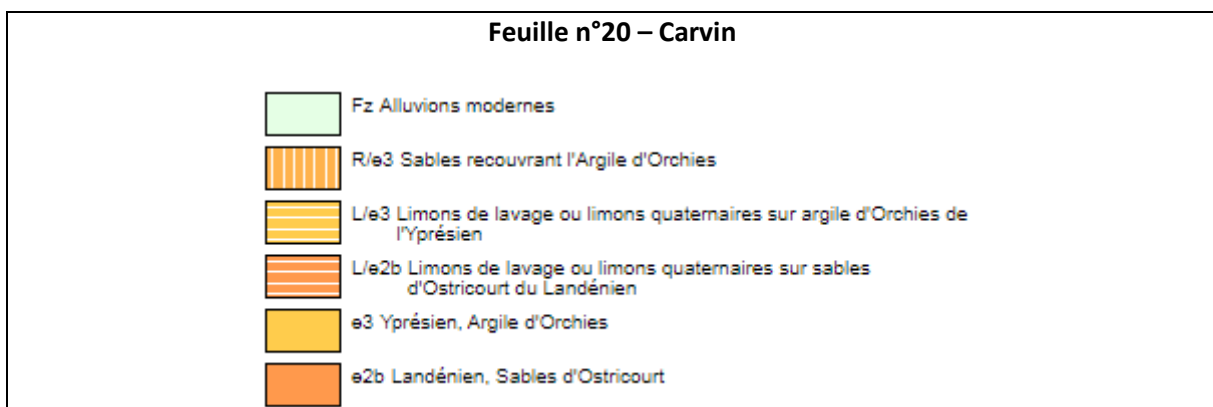 Feuille n°20 – Carvin
Fz Alluvions modernes
R/e3 Sables recouvrant l'Argile d'Orchies
L/e3 Limons de lavage ou limons quaternaires sur argile d'Orchies de
l'Yprésien
L/e2b Limons de lavage ou limons quaternaires sur sables
d'Ostricourt du Landénien
e3 Yprésien, Argile d'Orchies
e2b Landénien, Sables d'Ostricourt